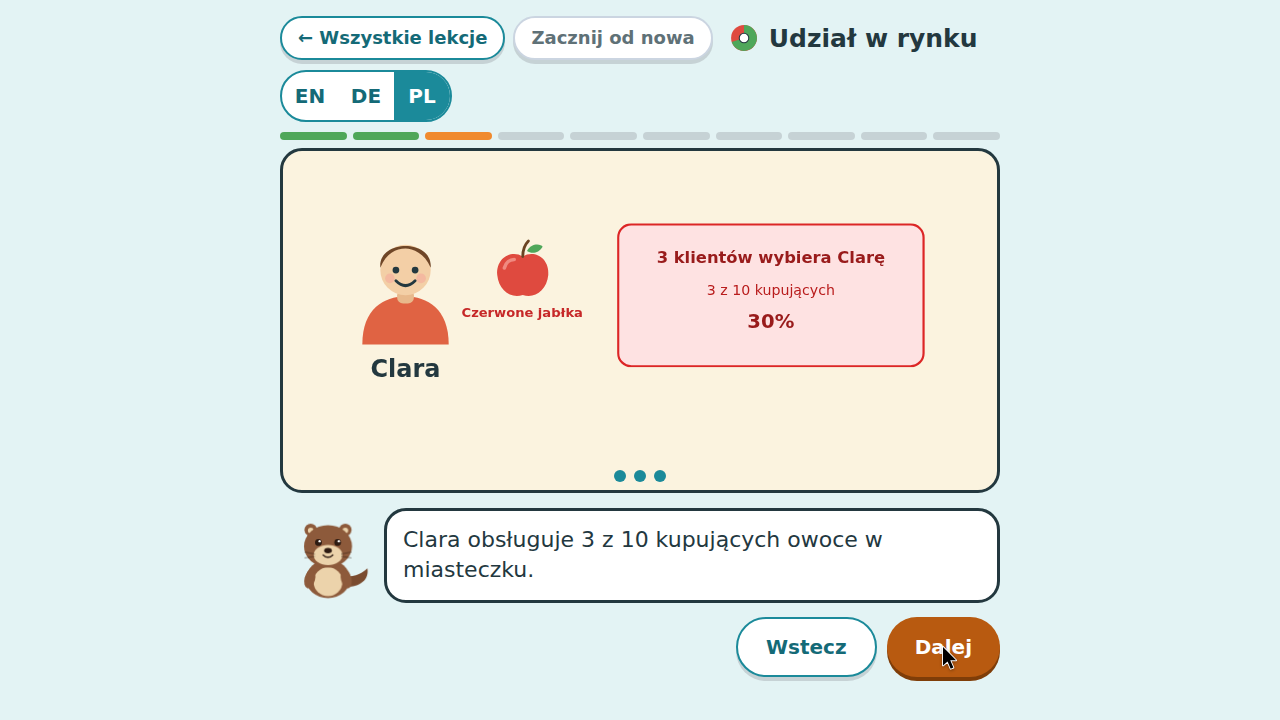 ← Wszystkie lekcje
Zacznij od nowa
Udział w rynku
EN DE PL
3 klientów wybiera Clarę
3 z 10 kupujących
30%
Czerwone jabłka
Clara
Clara obsługuje 3 z 10 kupujących owoce w
miasteczku.
Wstecz
Dalej